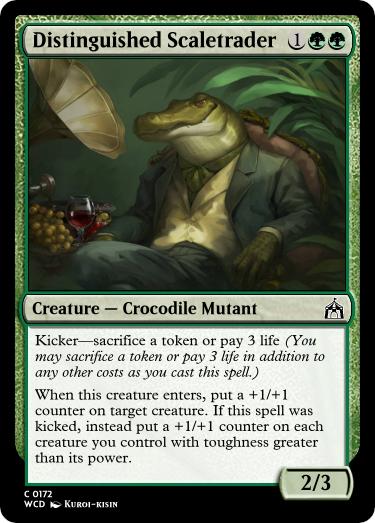 Distinguished Scaletrader 1
Creature — Crocodile Mutant
Kicker—sacrifice a token or pay 3 life (You
may sacrifice a token or pay 3 life in addition to
any other costs as you cast this spell.)
When this creature enters, put a +1/+1
counter on target creature. If this spell was
kicked, instead put a +1/+1 counter on each
creature you control with toughness greater
than its power.
2/3
C 0172
WCD Kuroi-kisin